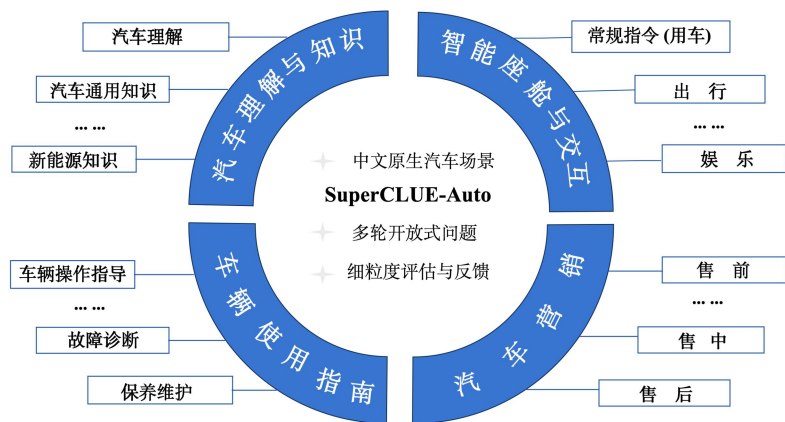 汽车理解
汽车通用知识
... ...
新能源知识
汽车理解与知识
智能座舱与交互
常规指令(用车)
出 行
... ...
娱 乐
中文原生汽车场景
SuperCLUE-Auto
多轮开放式问题
细粒度评估与反馈
车辆操作指导
... ...
故障诊断
保养维护
车辆使用指南
汽车营销
售 前
... ...
售 中
售 后